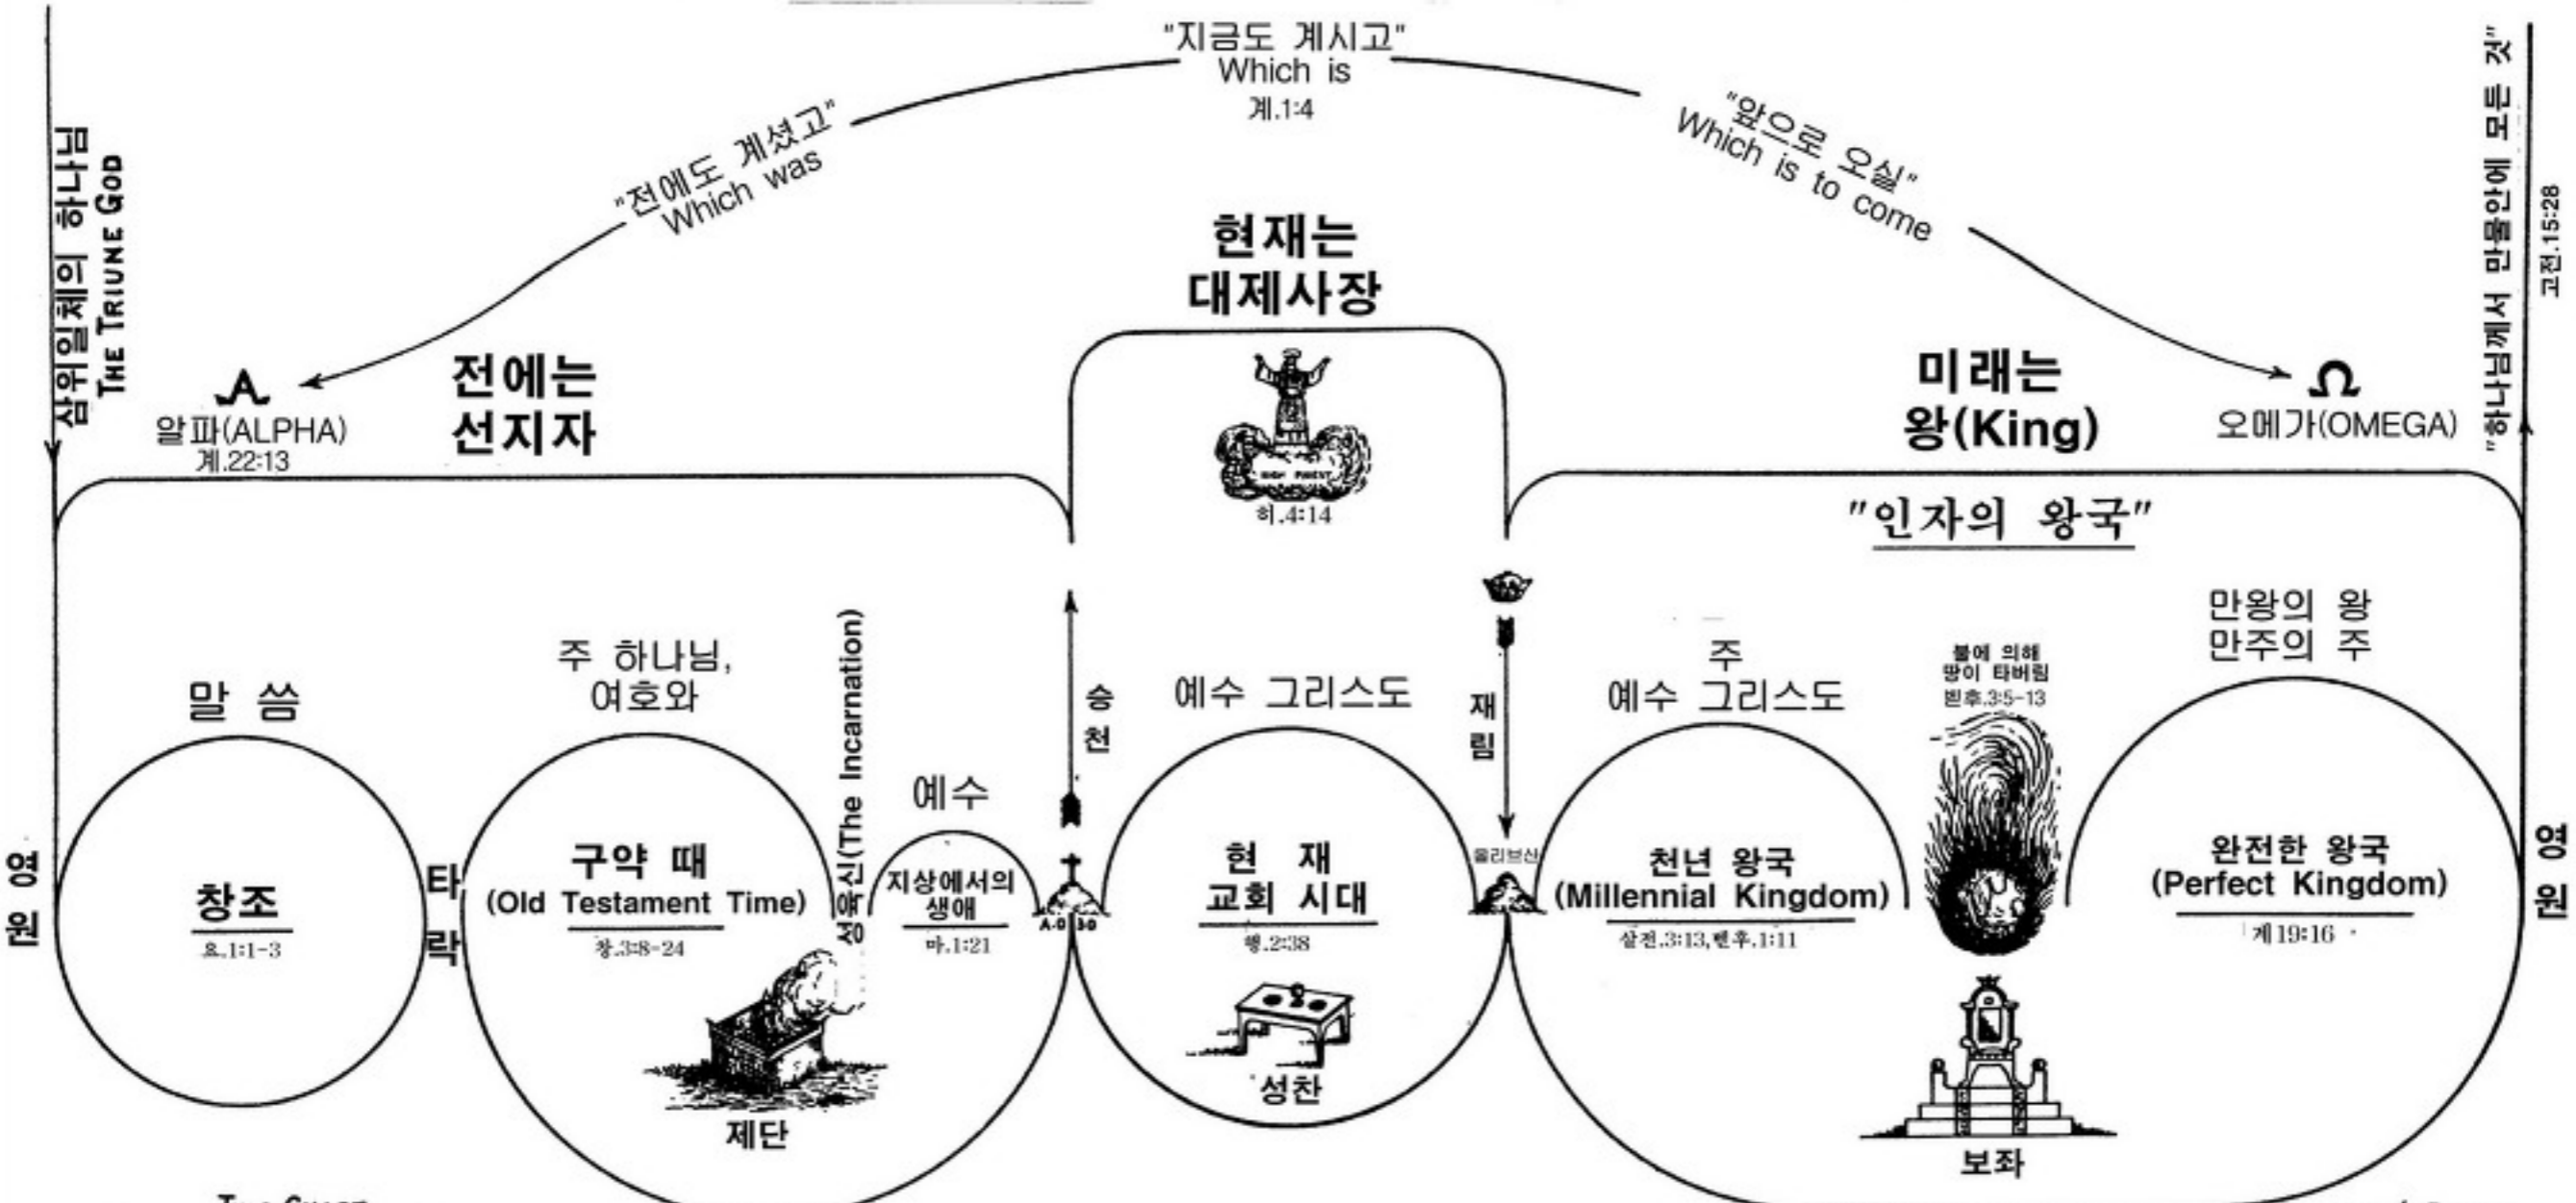 "지금도 계시고"
Which is
계.1:4
"전에도 계셨고"
Which was
"앞으로 오실"
Which is to come
삼위일체의 하나님
THE TRIUNE GOD
"하나님께서 만물안에 모든 것"
고전.15:28
현재는
대제사장
전에는
선지자
미래는
왕(King)
A
알파(ALPHA)
계.22:13
Ω
오메가(OMEGA)
히.4:14
"인자의 왕국"
말 씀
주 하나님,
여호와
성육신(The Incarnation)
예수
승천
예수 그리스도
재림
주
예수 그리스도
불에 의해
땅이 타버림
벧후.3:5-13
만왕의 왕
만주의 주
영원
창조
요.1:1-3
타락
구약 때
(Old Testament Time)
창.3:8-24
지상에서의
생애
마.1:21
A.D 30
현 재
교회 시대
행.2:38
올리브산
천년 왕국
(Millennial Kingdom)
살전.3:13,
완전한 왕국
(Perfect Kingdom)
계19:16
영원
제단
성찬
보좌